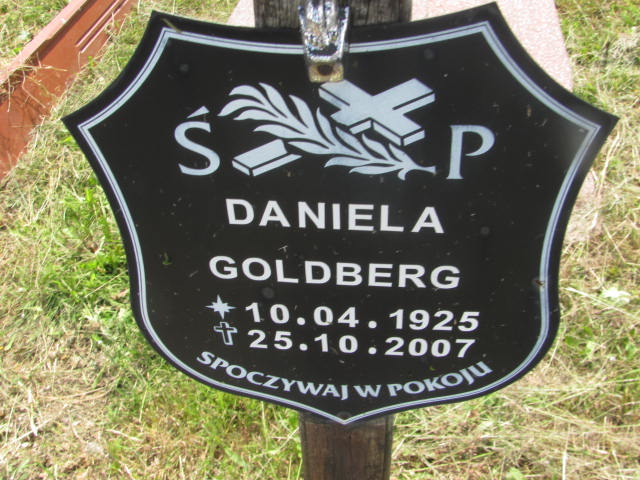 Ś P
DANIELA
GOLDBERG
10.04.1925
25.10.2007
SPOCZYWAJ W POKOJU